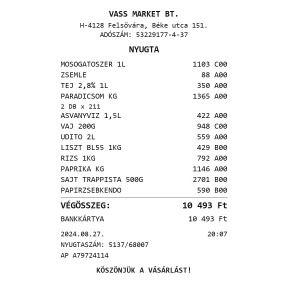 VASS MARKET BT.
H-4128 Felsővára, Béke utca 151.
ADÓSZÁM: 53229177-4-37
NYUGTA
MOSOGATOSZER 1L 1103 C00
ZSEMLE 88 A00
TEJ 2,8% 1L 350 A00
PARADICSOM KG 1365 A00
2 DB x 211
ASVANYVIZ 1,5L 422 A00
VAJ 200G 948 C00
UDITO 2L 559 A00
LISZT BL55 1KG 429 B00
RIZS 1KG 792 A00
PAPRIKA KG 1146 A00
SAJT TRAPPISTA 500G 2701 B00
PAPIRZSEBKENDO 590 B00
VÉGÖSSZEG: 10 493 Ft
BANKKÁRTYA 10 493 Ft
2024.08.27. 20:07
NYUGTASZÁM: 5137/68007
AP A79724114
KÖSZÖNJÜK A VÁSÁRLÁST!